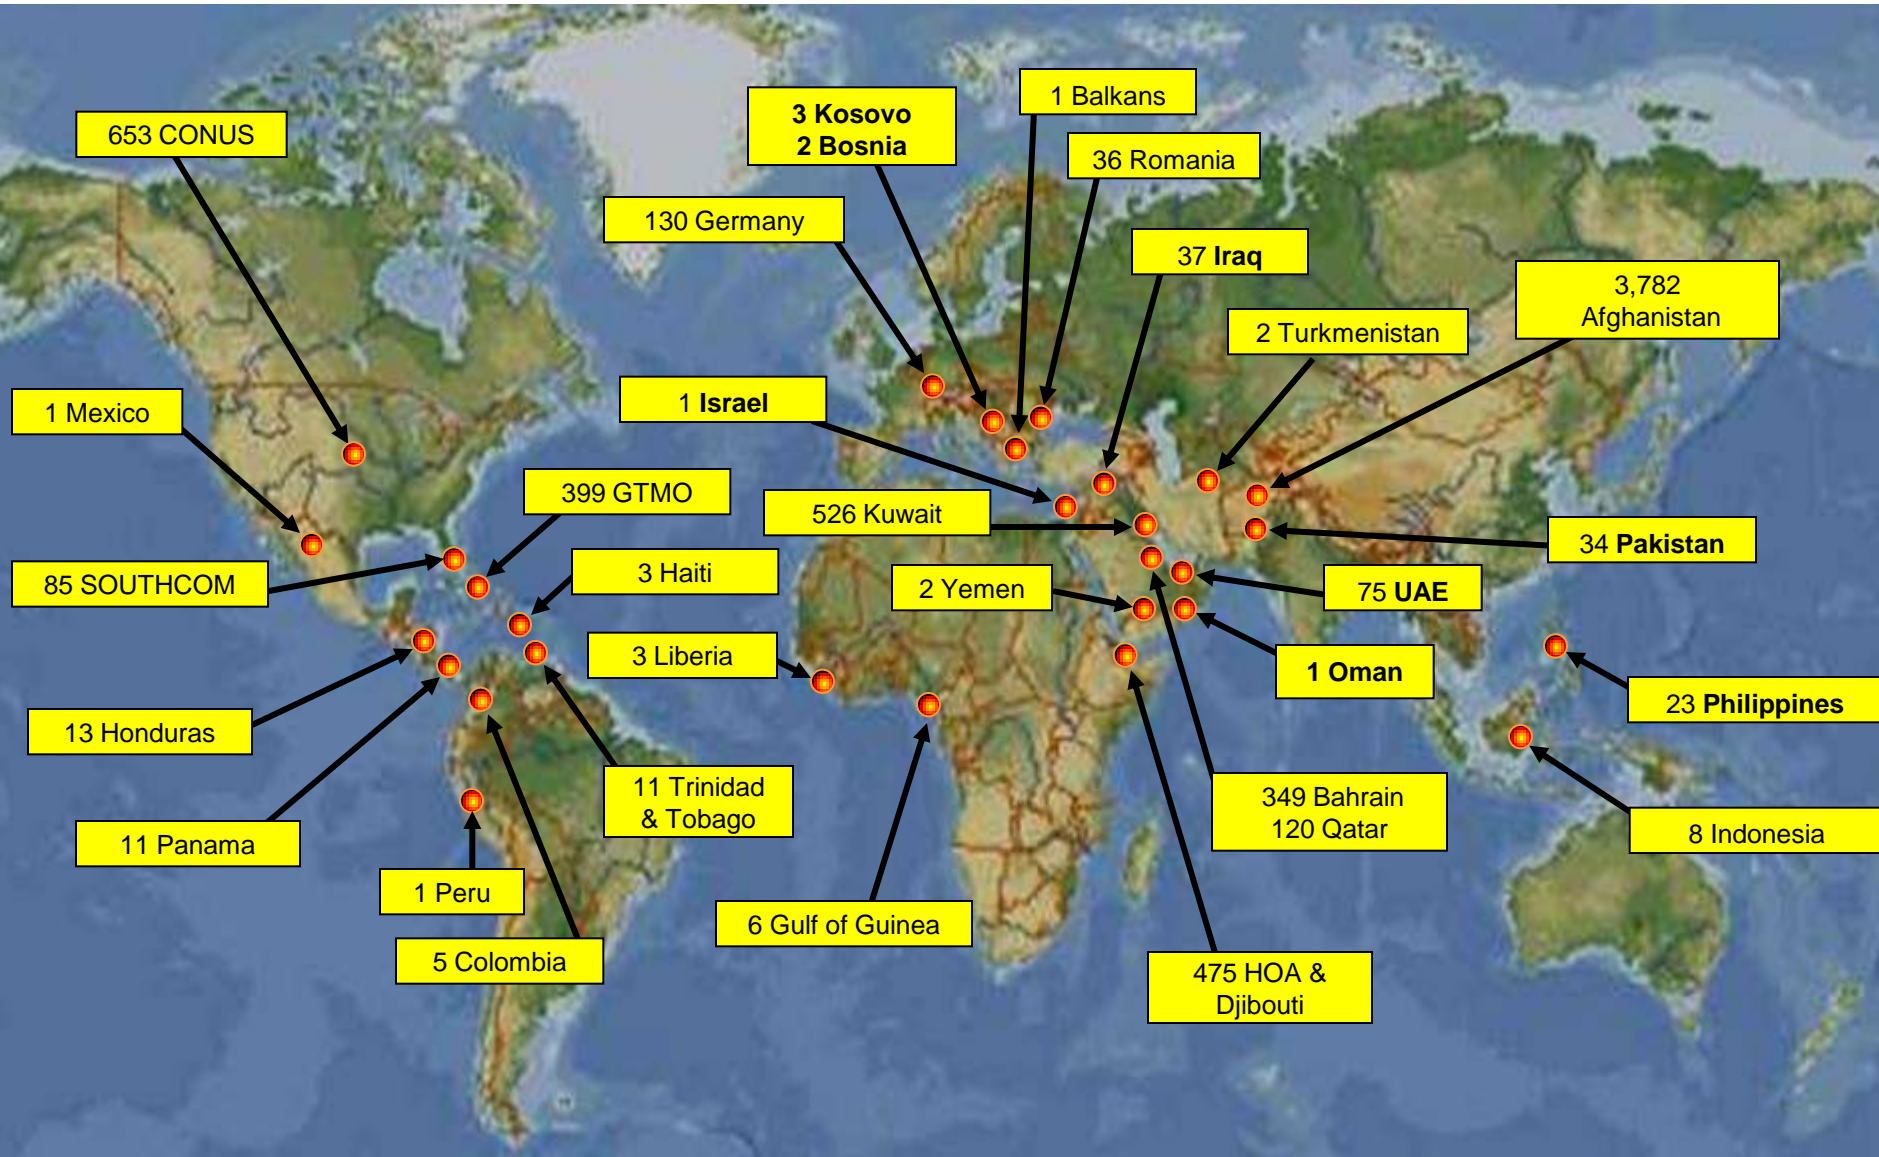 1 Balkans
3 Kosovo
2 Bosnia
653 CONUS
36 Romania
130 Germany
37 Iraq
3,782
Afghanistan
2 Turkmenistan
1 Israel
1 Mexico
399 GTMO
526 Kuwait
34 Pakistan
3 Haiti
85 SOUTHCOM
2 Yemen
75 UAE
3 Liberia
1 Oman
23 Philippines
13 Honduras
11 Trinidad
& Tobago
349 Bahrain
120 Qatar
8 Indonesia
11 Panama
1 Peru
6 Gulf of Guinea
5 Colombia
475 HOA &
Djibouti